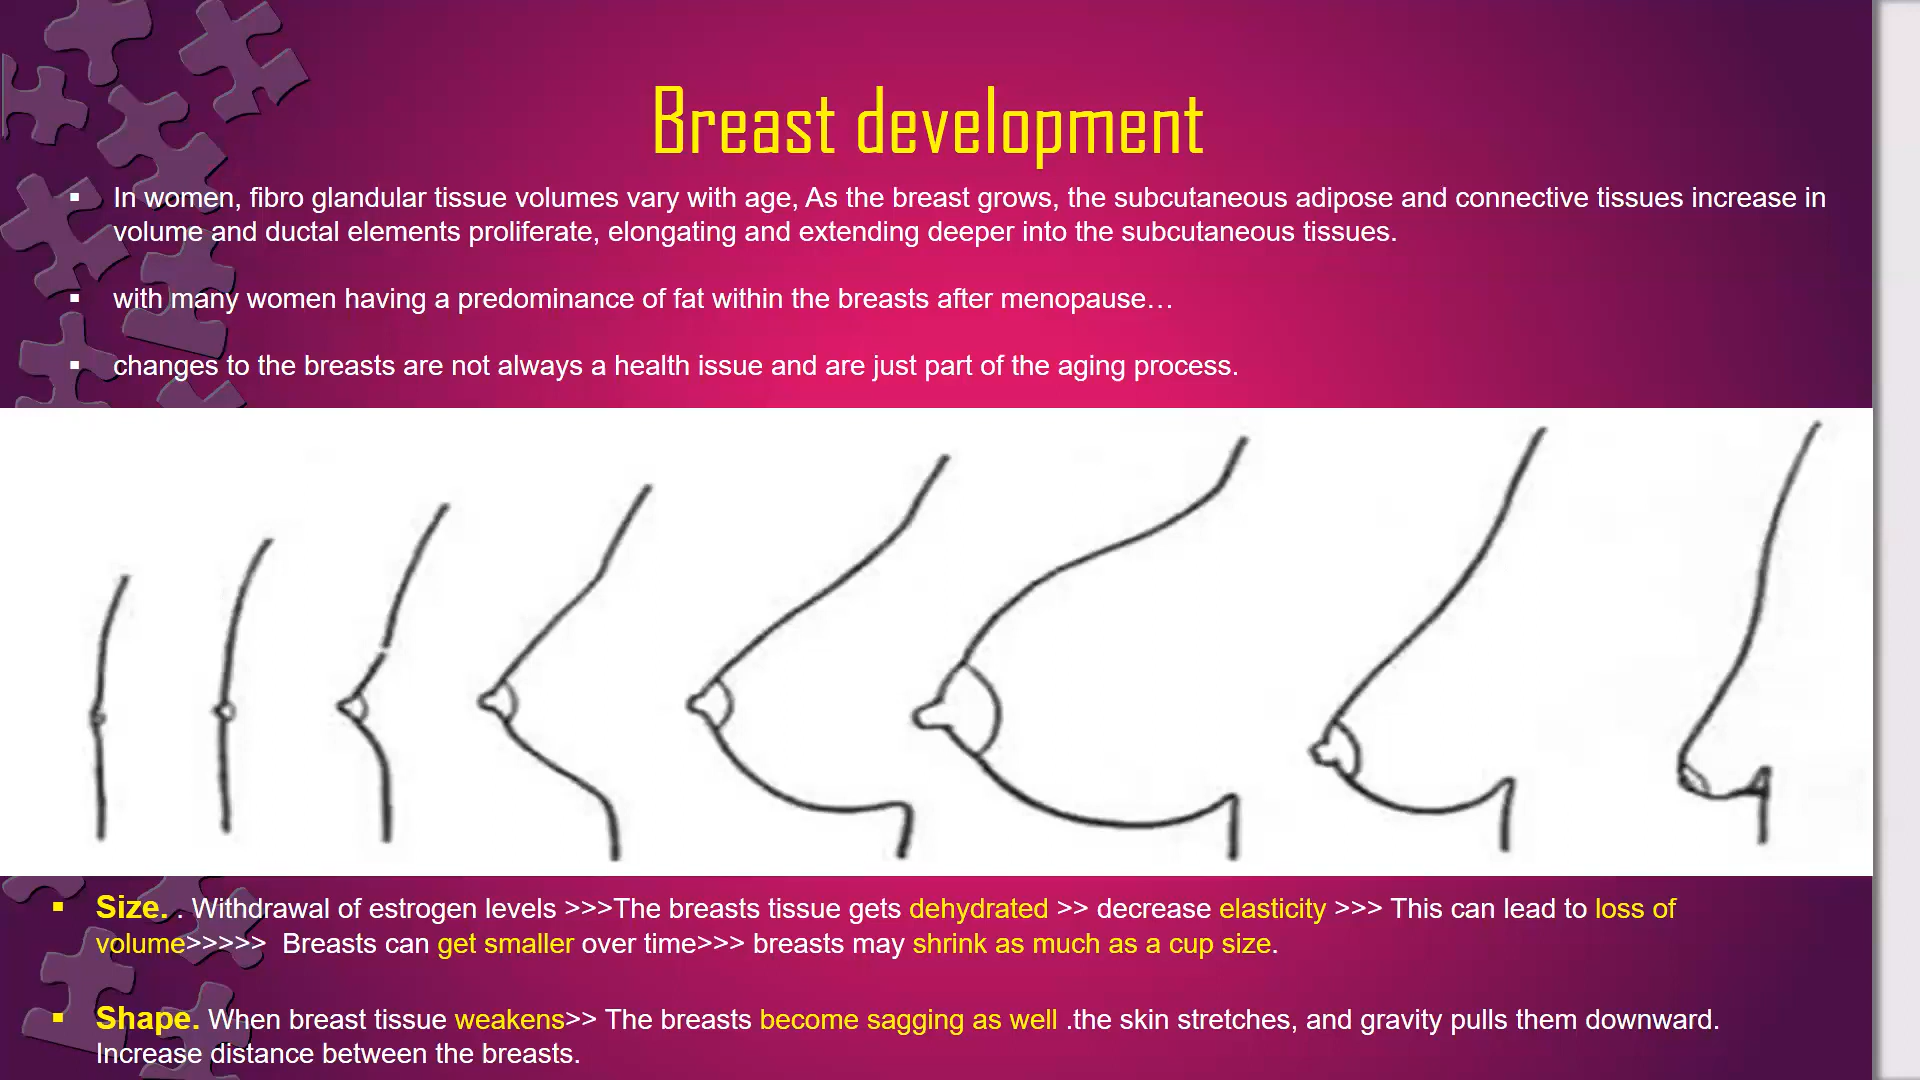 Breast development
▪ In women, fibro glandular tissue volumes vary with age, As the breast grows, the subcutaneous adipose and connective tissues increase in
volume and ductal elements proliferate, elongating and extending deeper into the subcutaneous tissues.
▪ with many women having a predominance of fat within the breasts after menopause…
▪ changes to the breasts are not always a health issue and are just part of the aging process.
▪ Size. . Withdrawal of estrogen levels >>>The breasts tissue gets dehydrated >> decrease elasticity >>> This can lead to loss of
volume>>>>> Breasts can get smaller over time>>> breasts may shrink as much as a cup size.
▪ Shape. When breast tissue weakens>> The breasts become sagging as well .the skin stretches, and gravity pulls them downward.
Increase distance between the breasts.